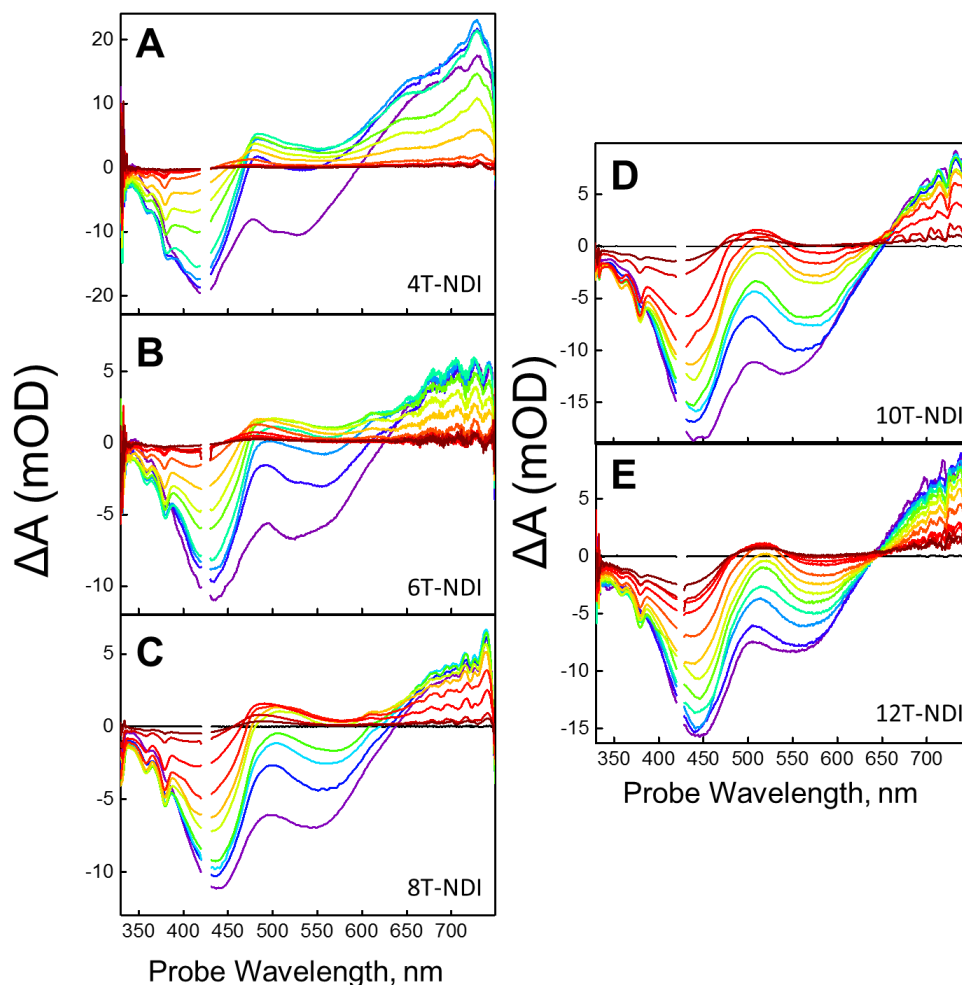 A
20
10
0
-10
-20
4T-NDI
B
5
0
-5
-10
6T-NDI
C
5
0
-5
-10
8T-NDI
350 400 450 500 550 600 650 700
Probe Wavelength, nm
ΔA (mOD)
D
5
0
-5
-10
-15
10T-NDI
E
5
0
-5
-10
-15
12T-NDI
350 400 450 500 550 600 650 700
Probe Wavelength, nm
ΔA (mOD)